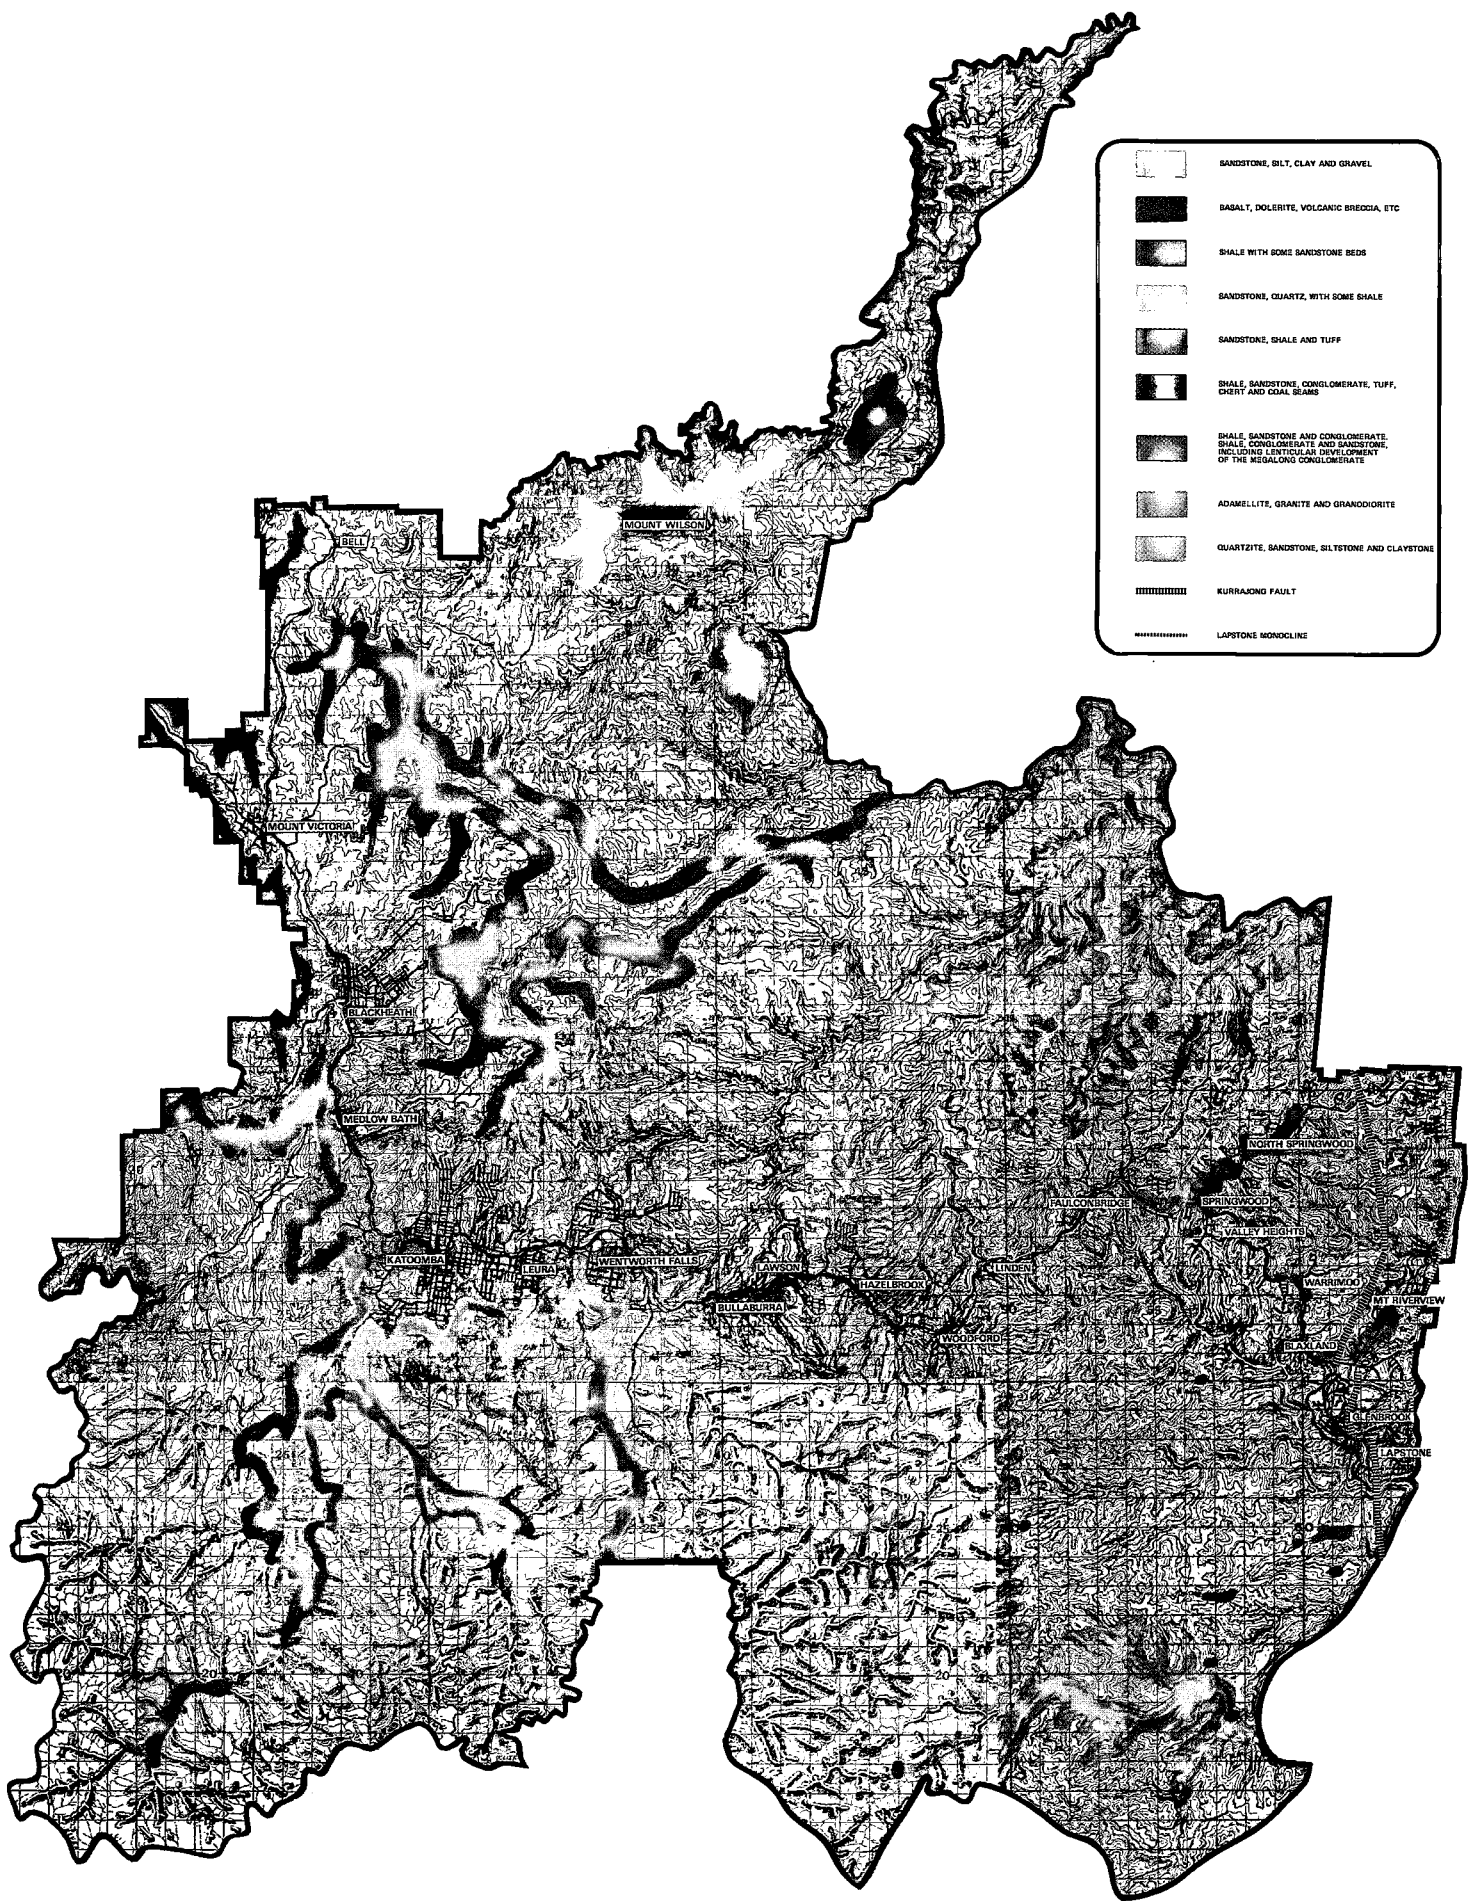 SANDSTONE, SILT, CLAY AND GRAVEL
BASALT, DOLERITE, VOLCANIC BRECCIA, ETC
SHALE WITH SOME SANDSTONE BEDS
SANDSTONE, QUARTZ, WITH SOME SHALE
SANDSTONE, SHALE AND TUFF
SHALE, SANDSTONE, CONGLOMERATE, TUFF,
CHERT AND COAL SEAMS
SHALE, SANDSTONE AND CONGLOMERATE.
SHALE, CONGLOMERATE AND SANDSTONE,
INCLUDING LENTICULAR DEVELOPMENT
OF THE MEGALONG CONGLOMERATE
ADAMELLITE, GRANITE AND GRANODIORITE
QUARTZITE, SANDSTONE, SILTSTONE AND CLAYSTONE
KURRAJONG FAULT
LAPSTONE MONOCLINE
MOUNT WILSON
BELL
MOUNT VICTORIA
BLACKHEATH
MEDLOW BATH
NORTH SPRINGWOOD
FAULCONBRIDGE
SPRINGWOOD
VALLEY HEIGHTS
KATOOMBA
LEURA
WENTWORTH FALLS
LAWSON
LINDEN
HAZELBROOK
WARRIMOO
BULLABURRA
MT RIVERVIEW
WOODFORD
BLAXLAND
GLENBROOK
LAPSTONE